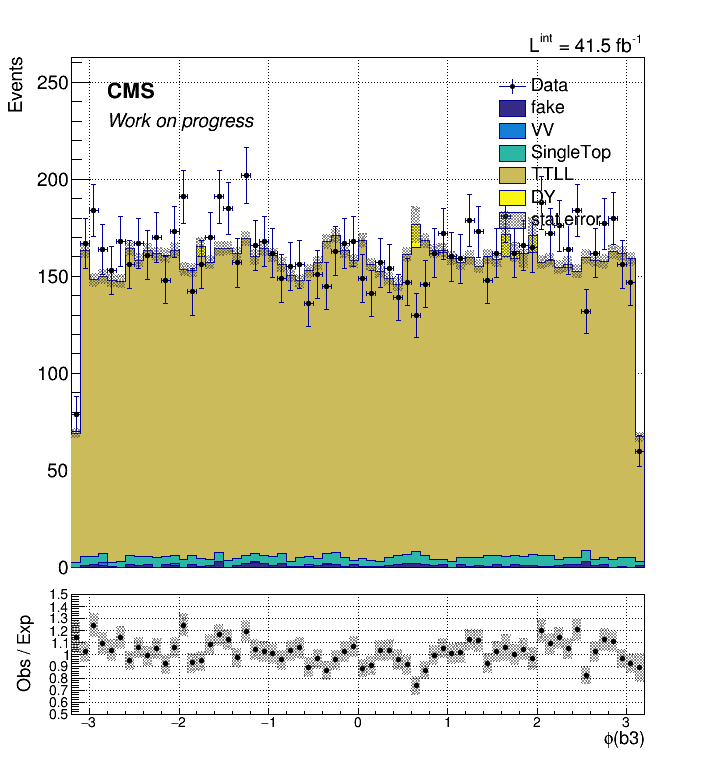 L^int = 41.5 fb^-1
Events
250
200
150
100
50
0
CMS
Work on progress
Data
fake
VV
SingleTop
TTLL
DY
stat.error
Obs / Exp
1.5
1.4
1.3
1.2
1.1
1
0.9
0.8
0.7
0.6
0.5
−3 −2 −1 0 1 2 3
ϕ(b3)